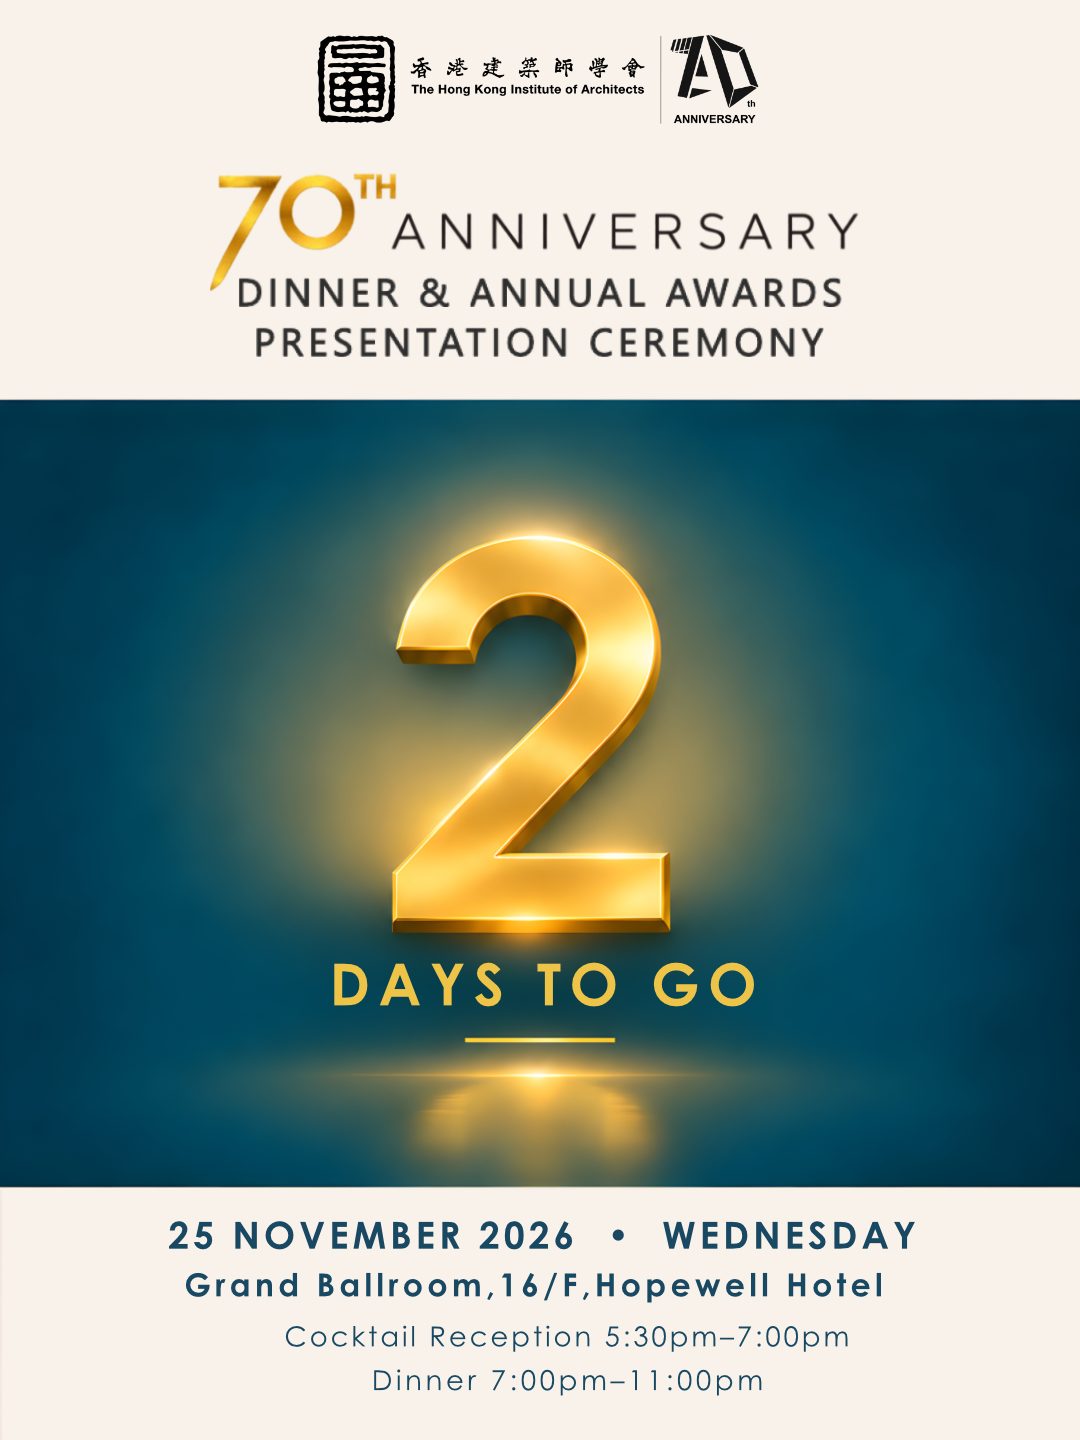 香港建築師學會
The Hong Kong Institute of Architects
70th
ANNIVERSARY
70TH ANNIVERSARY
DINNER & ANNUAL AWARDS
PRESENTATION CEREMONY
2
DAYS TO GO
25 NOVEMBER 2026 • WEDNESDAY
Grand Ballroom,16/F,Hopewell Hotel
Cocktail Reception 5:30pm–7:00pm
Dinner 7:00pm–11:00pm